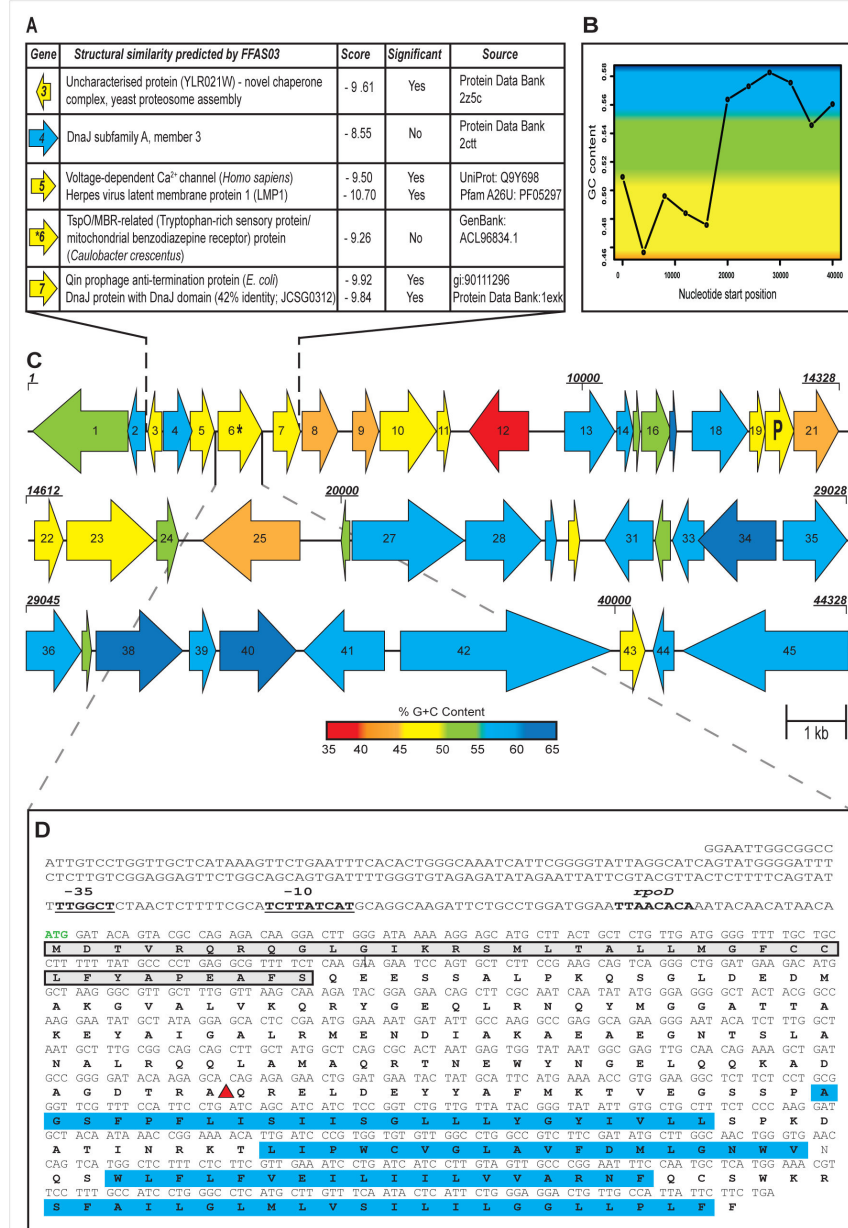 A
Gene Structural similarity predicted by FFAS03 Score Significant Source
3 Uncharacterised protein (YLR021W) - novel chaperone complex, yeast proteosome assembly - 9 .61 Yes Protein Data Bank 2z5c
4 DnaJ subfamily A, member 3 - 8.55 No Protein Data Bank 2ctt
5 Voltage-dependent Ca²⁺ channel (Homo sapiens) - 9.50 Yes UniProt: Q9Y698
Herpes virus latent membrane protein 1 (LMP1) - 10.70 Yes Pfam A26U: PF05297
*6 TspO/MBR-related (Tryptophan-rich sensory protein/ mitochondrial benzodiazepine receptor) protein (Caulobacter crescentus) - 9.26 No GenBank: ACL96834.1
7 Qin prophage anti-termination protein (E. coli) - 9.92 Yes gi:90111296
DnaJ protein with DnaJ domain (42% identity; JCSG0312) - 9.84 Yes Protein Data Bank:1exk
B
GC content
0.58
0.56
0.54
0.52
0.50
0.48
0.46
0 10000 20000 30000 40000
Nucleotide start position
C
1 10000 14328
1 2 3 4 5 6* 7 8 9 10 11 12 13 14 16 18 19 P 21
14612 20000 29028
22 23 24 25 27 28 31 33 34 35
29045 40000 44328
36 38 39 40 41 42 43 44 45
% G+C Content
35 40 45 50 55 60 65
1 kb
D
GGAATTGGCGGCC
ATTGTCCTGGTTGCTCATAAAGTTCTGAATTTCACACTGGGCAAATCATTCGGGGTATTAGGCATCAGTATGGGGATTT
CTCTTGTCGGAGGAGTTCTGGCAGCAGTGATTTTGGGTGTAGAGATATAGAATTATTCGTACGTTACTCTTTTCAGTAT
-35 -10 rpoD
TTTGGCTCTAACTCTTTTCGCATCTTATCATGCAGGCAAGATTCTGCCTGGATGGAATTAACACAAATACAACATAACA
ATG GAT ACA GTA CGC CAG AGA CAA GGA CTT GGG ATA AAA AGG AGC ATG CTT ACT GCT CTG TTG ATG GGG TTT TGC TGC
M D T V R Q R Q G L G I K R S M L T A L L M G F C C
CTT TTT TAT GCC CCT GAG GCG TTT TCT CAA GAA GAA TCC AGT GCT CTT CCG AAG CAG TCA GGG CTG GAT GAA GAC ATG
L F Y A P E A F S Q E E S S A L P K Q S G L D E D M
GCT AAG GGC GTT GCT TTG GTT AAG CAA AGA TAC GGA GAA CAG CTT CGC AAT CAA TAT ATG GGA GGG GCT ACT ACG GCC
A K G V A L V K Q R Y G E Q L R N Q Y M G G A T T A
AAG GAA TAT GCT ATA GGA GCA CTC CGA ATG GAA AAT GAT ATT GCC AAG GCC GAG GCA GAA GGG AAT ACA TCT TTG GCT
K E Y A I G A L R M E N D I A K A E A E G N T S L A
AAT GCT TTG CGG CAG CAG CTT GCT ATG GCT CAG CGC ACT AAT GAG TGG TAT AAT GGC GAG TTG CAA CAG AAA GCT GAT
N A L R Q Q L A M A Q R T N E W Y N G E L Q Q K A D
GCC GGG GAT ACA AGA GCA CAG AGA GAA CTG GAT GAA TAC TAT GCA TTC ATG AAA ACC GTG GAA GGC TCT TCT CCT GCG
A G D T R A Q R E L D E Y Y A F M K T V E G S S P A
GGT TCG TTT CCA TTC CTG ATC AGC ATC ATC TCC GGT CTG TTG TTA TAC GGG TAT ATT GTG CTG CTT TCT CCC AAG GAT
G S F P F L I S I I S G L L L Y G Y I V L L S P K D
GCT ACA ATA AAC CGG AAA ACA TTG ATC CCG TGG TGT GTT GGC CTG GCC GTC TTC GAT ATG CTT GGC AAC TGG GTG AAC
A T I N R K T L I P W C V G L A V F D M L G N W V N
CAG TCA TGG CTC TTT CTC TTC GTT GAA ATC CTG ATC ATC CTT GTA GTT GCC CGG AAT TTC CAA TGC TCA TGG AAA CGT
Q S W L F L F V E I L I I L V V A R N F Q C S W K R
TCC TTT GCC ATC CTG GGC CTC ATG CTT GTT TCA ATA CTC ATT CTG GGA GGA CTG TTG CCA TTA TTC TTC TGA
S F A I L G L M L V S I L I L G G L L P L F F